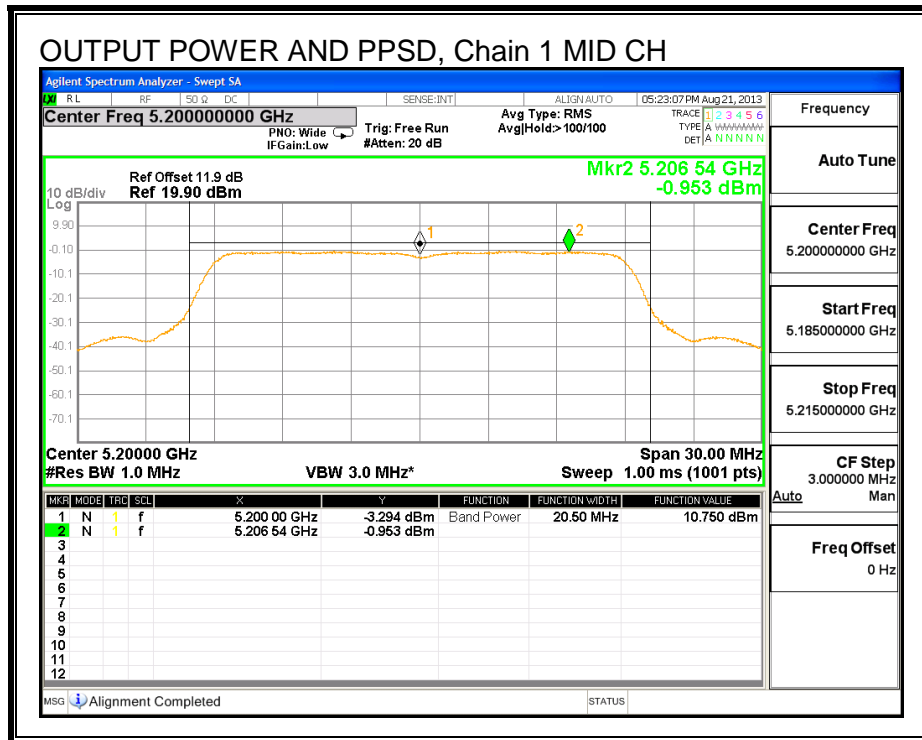 OUTPUT POWER AND PPSD, Chain 1 MID CH
Agilent Spectrum Analyzer - Swept SA
LXI RL RF 50 Ω DC SENSE:INT ALIGN AUTO 05:23:07 PM Aug 21, 2013
Center Freq 5.200000000 GHz
PNO: Wide
IFGain:Low
Trig: Free Run
#Atten: 20 dB
Avg Type: RMS
Avg|Hold:>100/100
TRACE 1 2 3 4 5 6
TYPE A WWWWW
DET A N N N N N
Mkr2 5.206 54 GHz
-0.953 dBm
Ref Offset 11.9 dB
10 dB/div Ref 19.90 dBm
Log
9.90
-0.10
-10.1
-20.1
-30.1
-40.1
-50.1
-60.1
-70.1
1
2
Center 5.20000 GHz Span 30.00 MHz
#Res BW 1.0 MHz VBW 3.0 MHz* Sweep 1.00 ms (1001 pts)
MKR MODE TRC SCL X Y FUNCTION FUNCTION WIDTH FUNCTION VALUE
1 N 1 f 5.200 00 GHz -3.294 dBm Band Power 20.50 MHz 10.750 dBm
2 N 1 f 5.206 54 GHz -0.953 dBm
3
4
5
6
7
8
9
10
11
12
MSG Alignment Completed STATUS
Frequency
Auto Tune
Center Freq
5.200000000 GHz
Start Freq
5.185000000 GHz
Stop Freq
5.215000000 GHz
CF Step
3.000000 MHz
Auto Man
Freq Offset
0 Hz